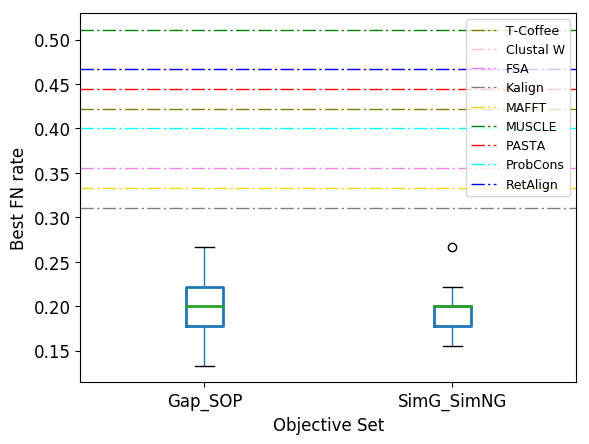 0.50
0.45
0.40
0.35
0.30
0.25
0.20
0.15
Best FN rate
T-Coffee
Clustal W
FSA
Kalign
MAFFT
MUSCLE
PASTA
ProbCons
RetAlign
Gap_SOP SimG_SimNG
Objective Set